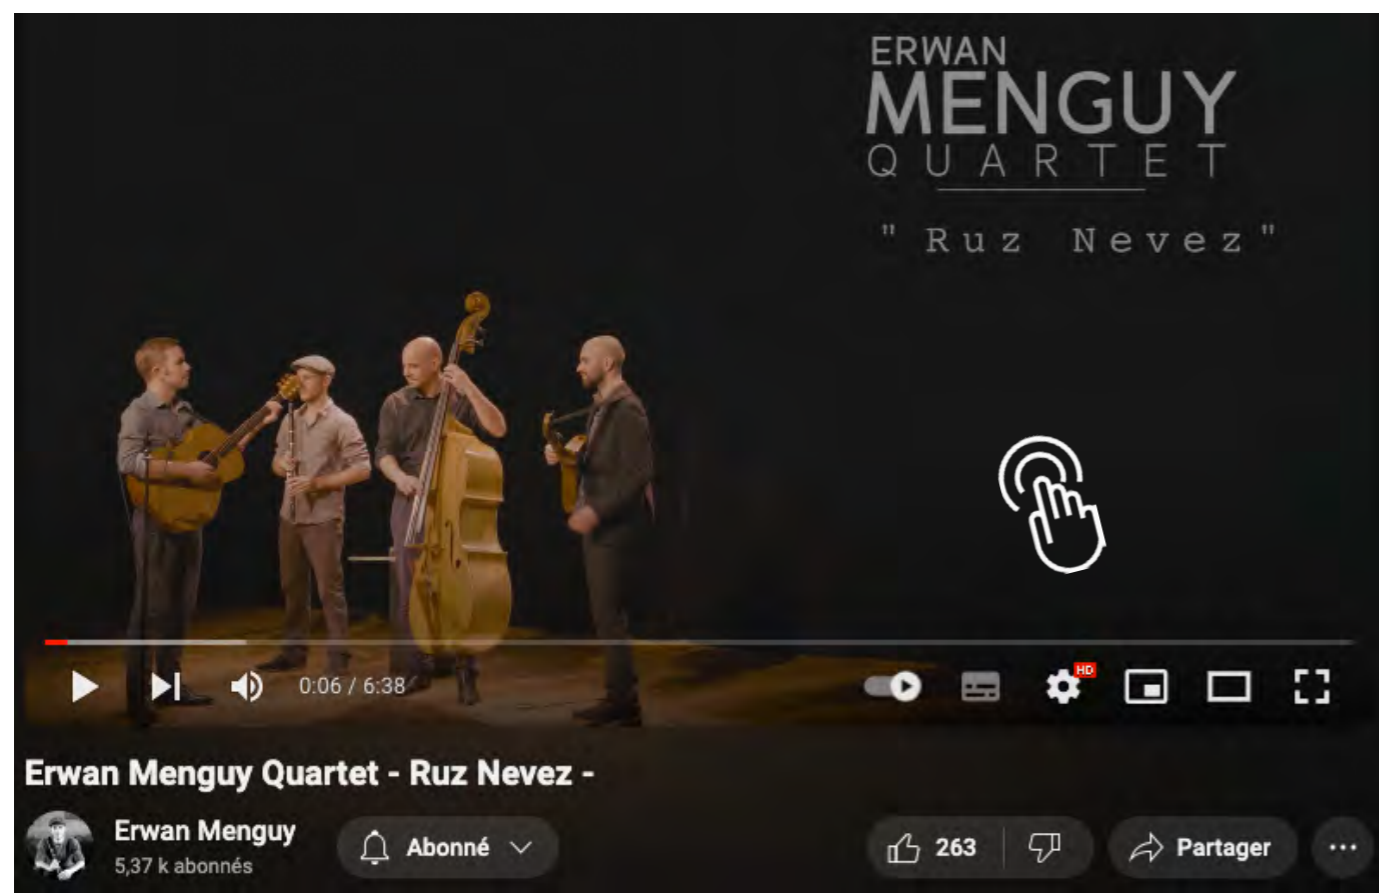 ERWAN
MENGUY
QUARTET
" Ruz Nevez"
0:06 / 6:38
HD
Erwan Menguy Quartet - Ruz Nevez -
Erwan Menguy
5,37 k abonnés
Abonné
263
Partager